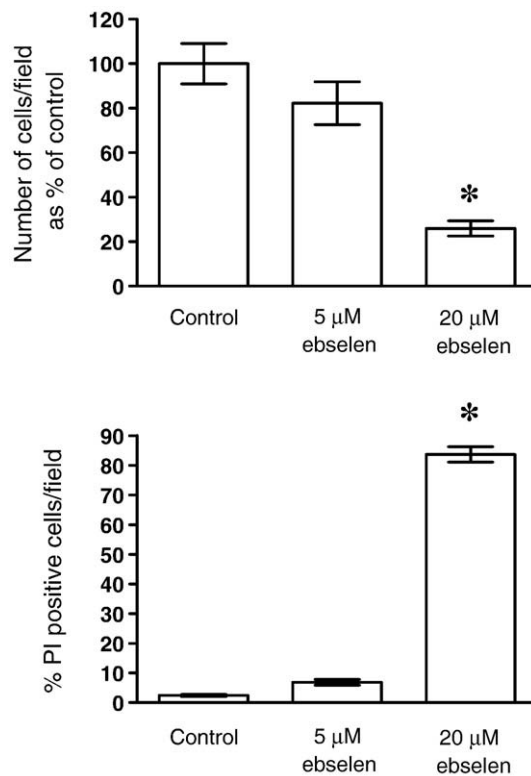 Number of cells/field
as % of control
120
100
80
60
40
20
0
*
Control
5 μM
ebselen
20 μM
ebselen
% PI positive cells/field
90
80
70
60
50
40
30
20
10
0
*
Control
5 μM
ebselen
20 μM
ebselen